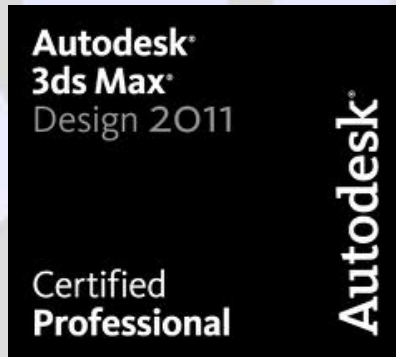 Autodesk®
3ds Max®
Design 2011
Certified
Professional
Autodesk®